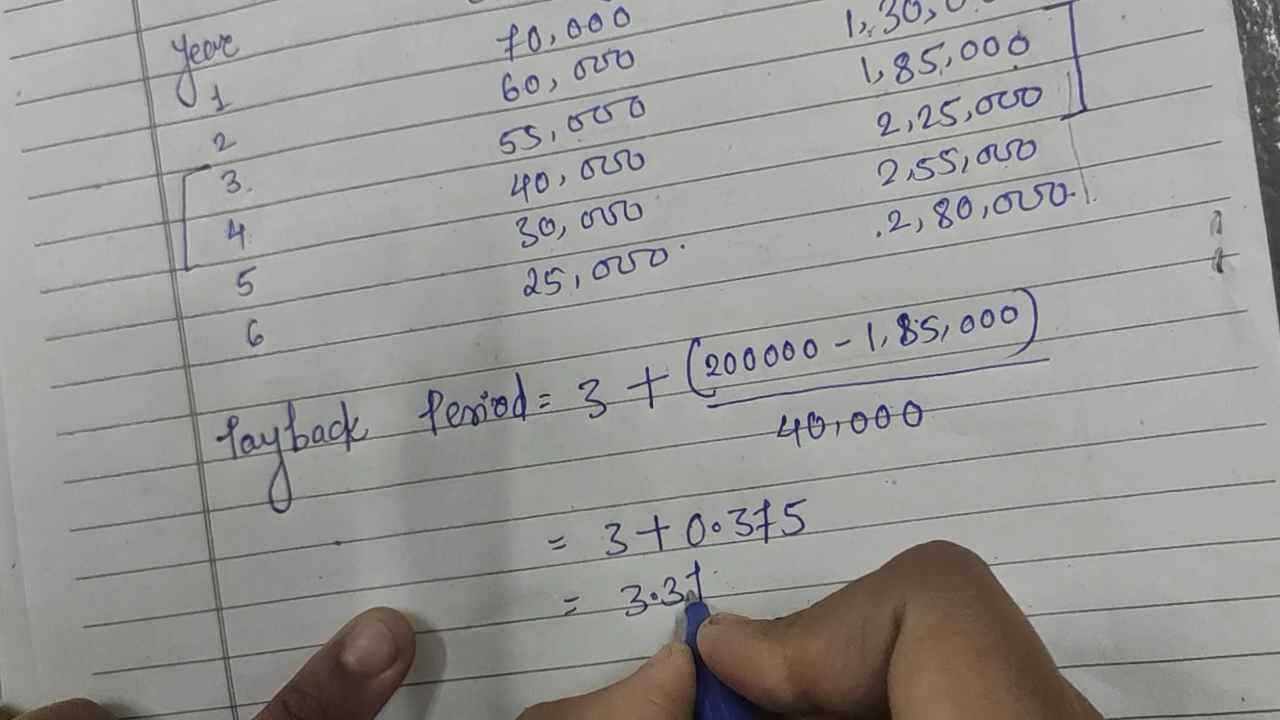 Year
1 70,000
2 60,000 1,30,0
3. 55,000 1,85,000
4. 40,000 2,25,000
5 30,000 2,55,000
6 25,000. 2,80,000.
Payback Period = 3 + (200000 - 1,85,000)
40,000
= 3 + 0.375
= 3.37